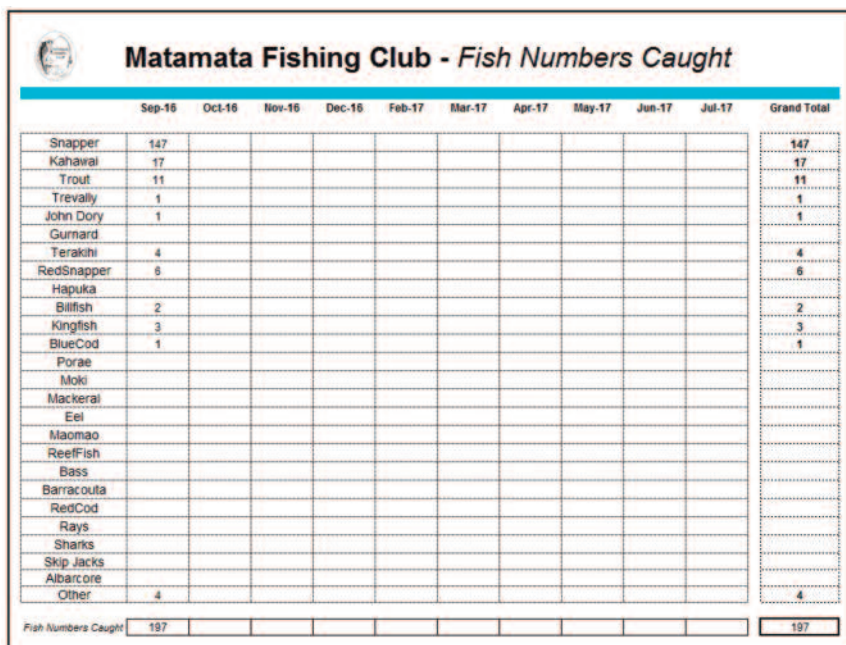 Matamata Fishing Club - Fish Numbers Caught
Sep-16 Oct-16 Nov-16 Dec-16 Feb-17 Mar-17 Apr-17 May-17 Jun-17 Jul-17 Grand Total
Snapper 147 147
Kahawai 17 17
Trout 11 11
Trevally 1 1
John Dory 1 1
Gurnard
Terakihi 4 4
RedSnapper 6 6
Hapuka
Billfish 2 2
Kingfish 3 3
BlueCod 1 1
Porae
Moki
Mackeral
Eel
Maomao
ReefFish
Bass
Barracouta
RedCod
Rays
Sharks
Skip Jacks
Albarcore
Other 4 4
Fish Numbers Caught 197 197